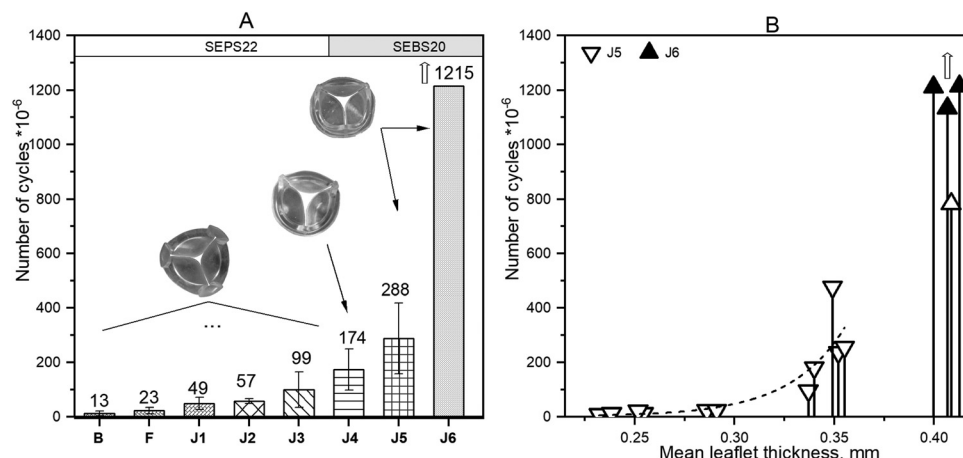 A
B
SEPS22
SEBS20
Number of cycles *10⁻⁶
1400
1200
1000
800
600
400
200
0
13
23
49
57
99
174
288
1215
...
B
F
J1
J2
J3
J4
J5
J6
Number of cycles *10⁻⁶
1400
1200
1000
800
600
400
200
0
J5
J6
0.25
0.30
0.35
0.40
Mean leaflet thickness, mm